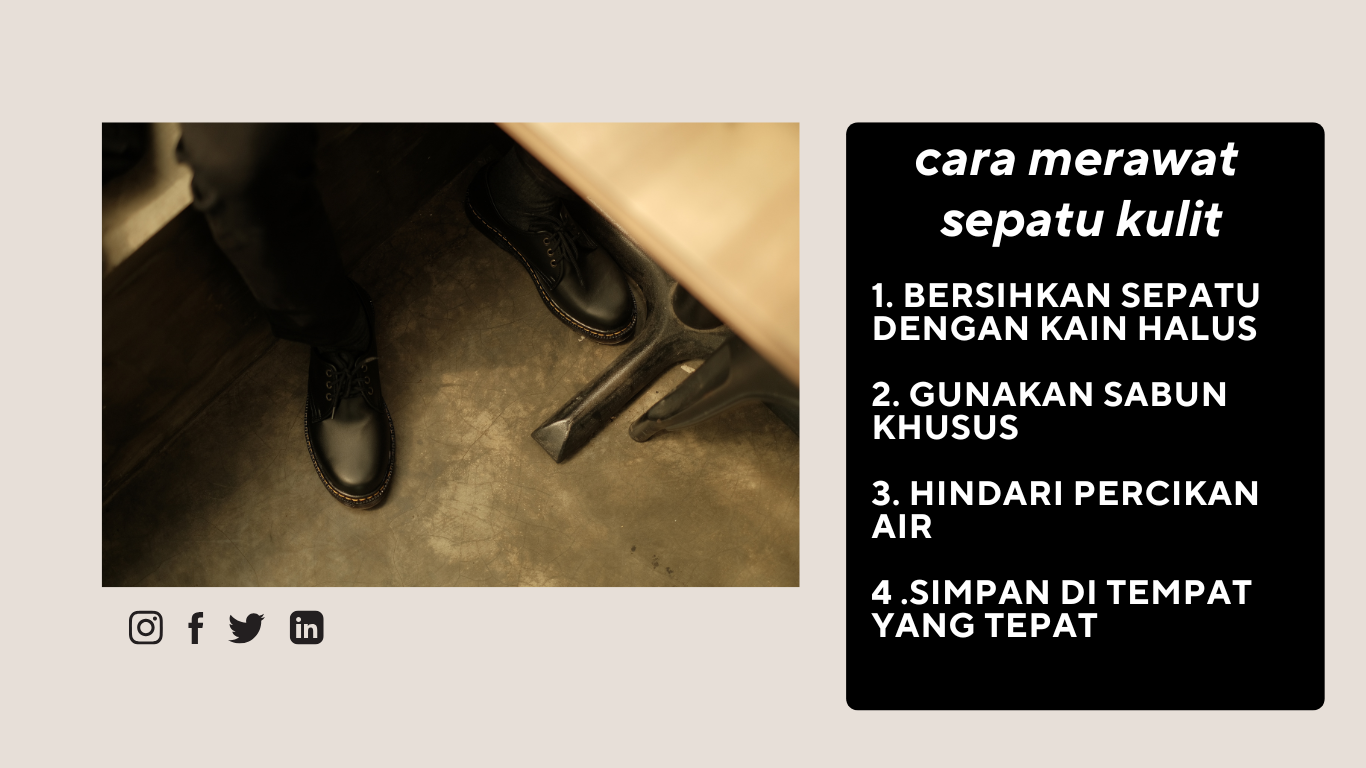 cara merawat
sepatu kulit
1. BERSIHKAN SEPATU
DENGAN KAIN HALUS
2. GUNAKAN SABUN
KHUSUS
3. HINDARI PERCIKAN
AIR
4 .SIMPAN DI TEMPAT
YANG TEPAT